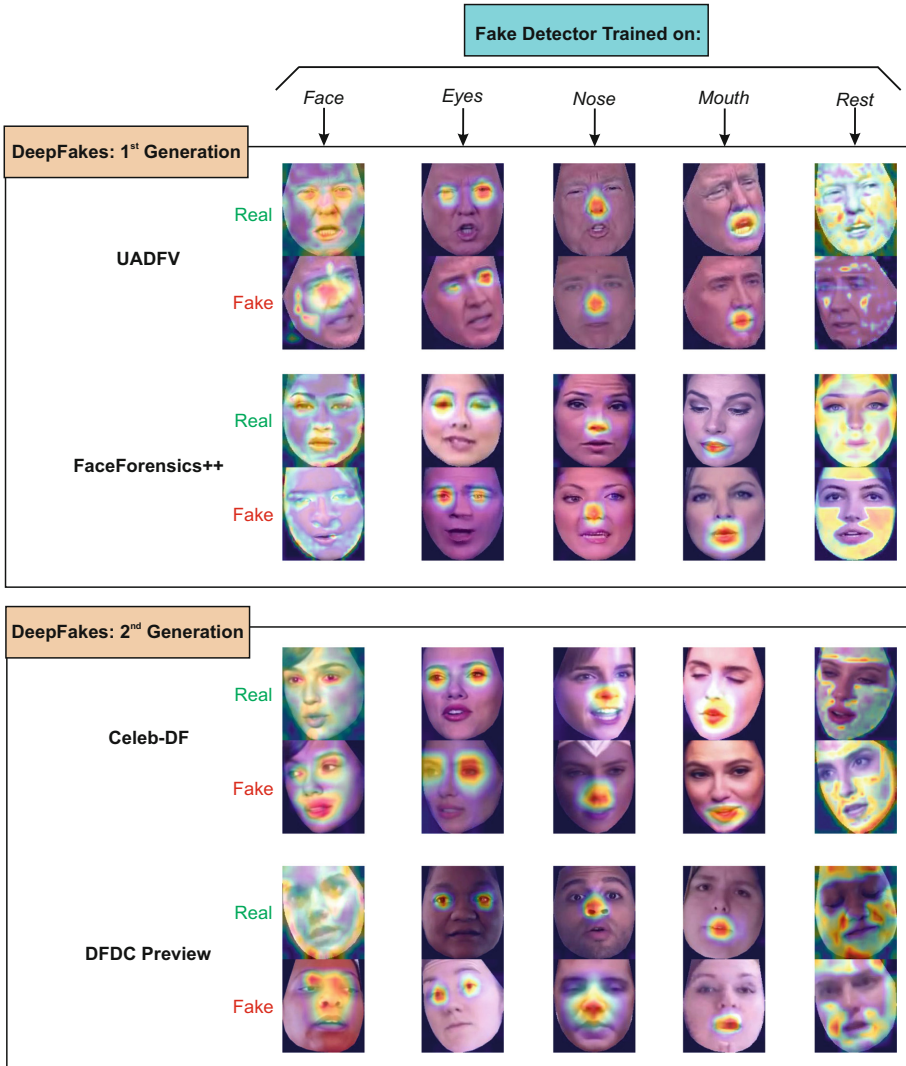 Fake Detector Trained on:
Face Eyes Nose Mouth Rest
DeepFakes: 1st Generation
Real
UADFV
Fake
Real
FaceForensics++
Fake
DeepFakes: 2nd Generation
Real
Celeb-DF
Fake
Real
DFDC Preview
Fake